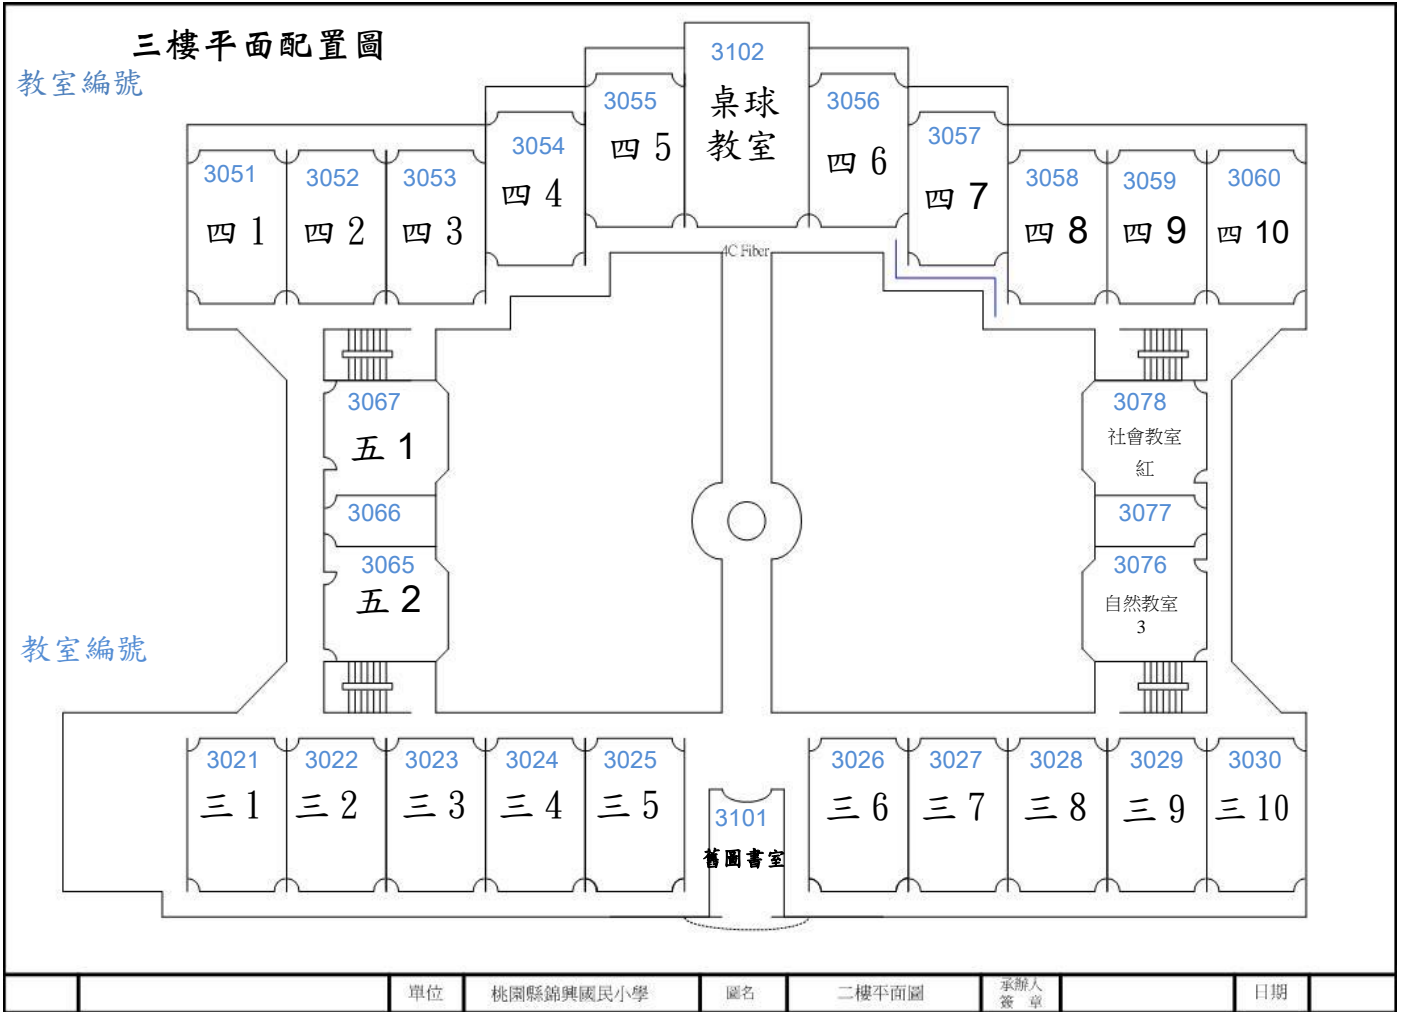 三樓平面配置圖
教室編號
3102
桌球
教室
3055
四 5
3056
四 6
3054
四 4
3057
四 7
3051
四 1
3052
四 2
3053
四 3
3058
四 8
3059
四 9
3060
四 10
4C Fiber
3067
五 1
3066
3065
五 2
3078
社會教室
紅
3077
3076
自然教室
3
教室編號
3021
三 1
3022
三 2
3023
三 3
3024
三 4
3025
三 5
3101
舊圖書室
3026
三 6
3027
三 7
3028
三 8
3029
三 9
3030
三 10
單位
桃園縣錦興國民小學
圖名
二樓平面圖
承辦人
簽 章
日期